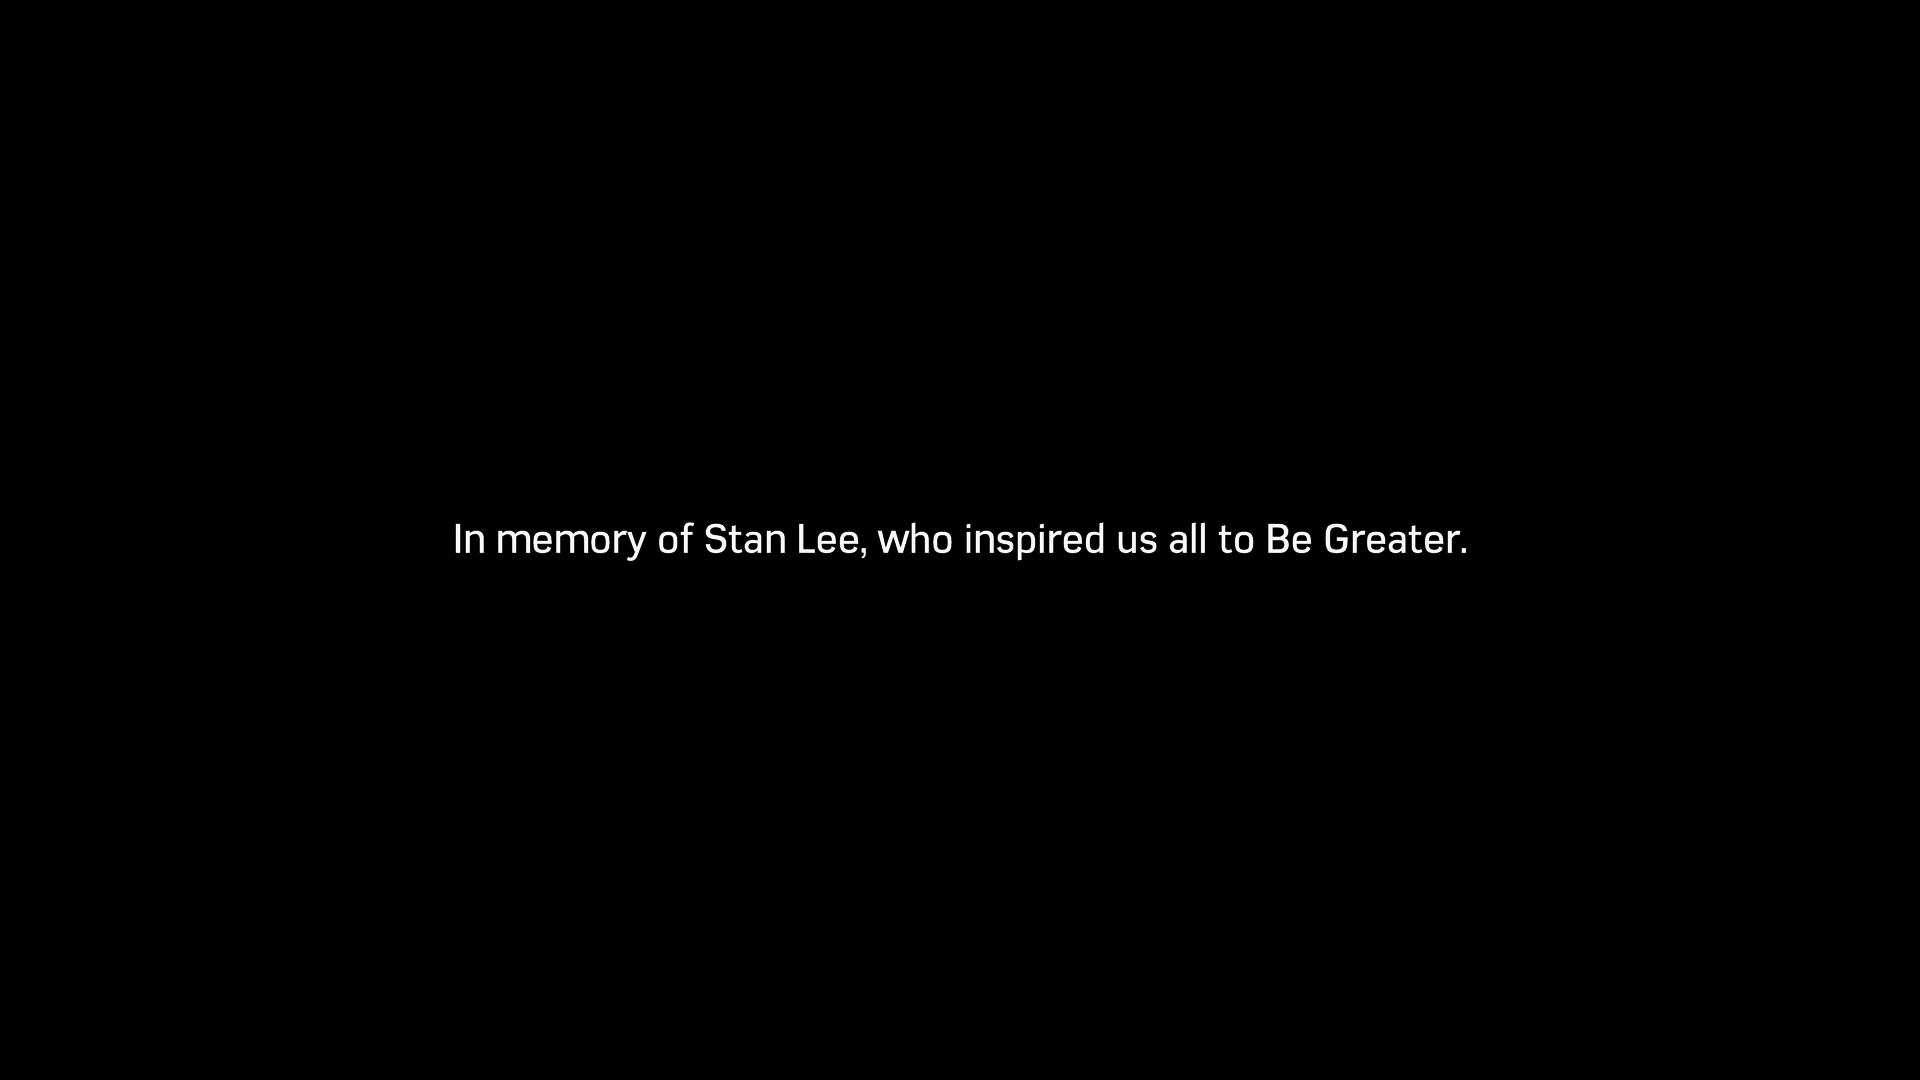 In memory of Stan Lee, who inspired us all to Be Greater.